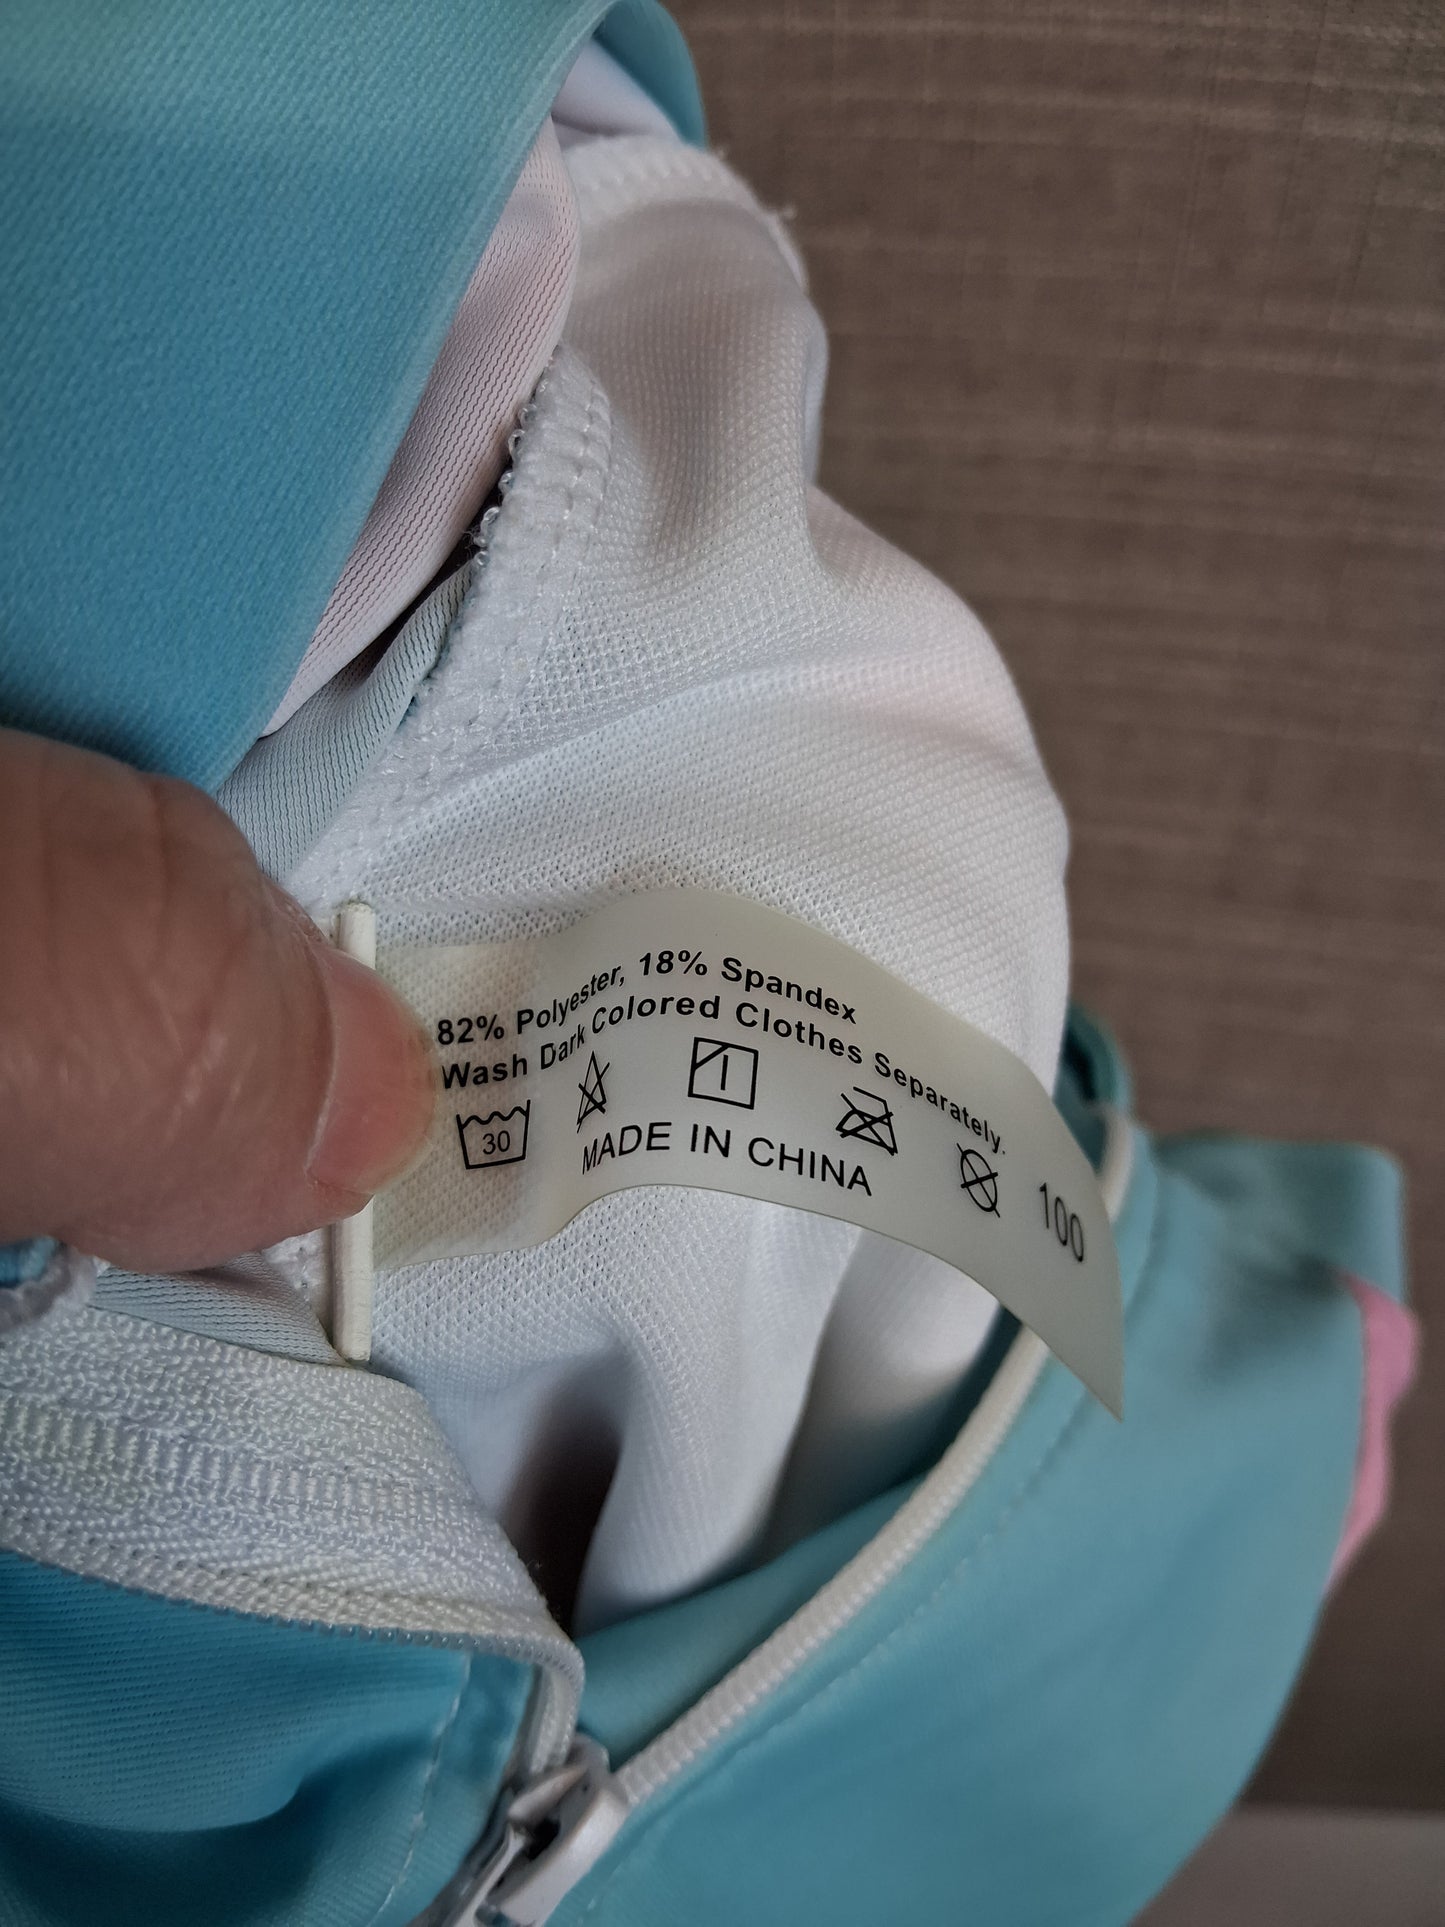 82% Polyester, 18% Spandex
Wash Dark Colored Clothes Separately.
30
MADE IN CHINA
100